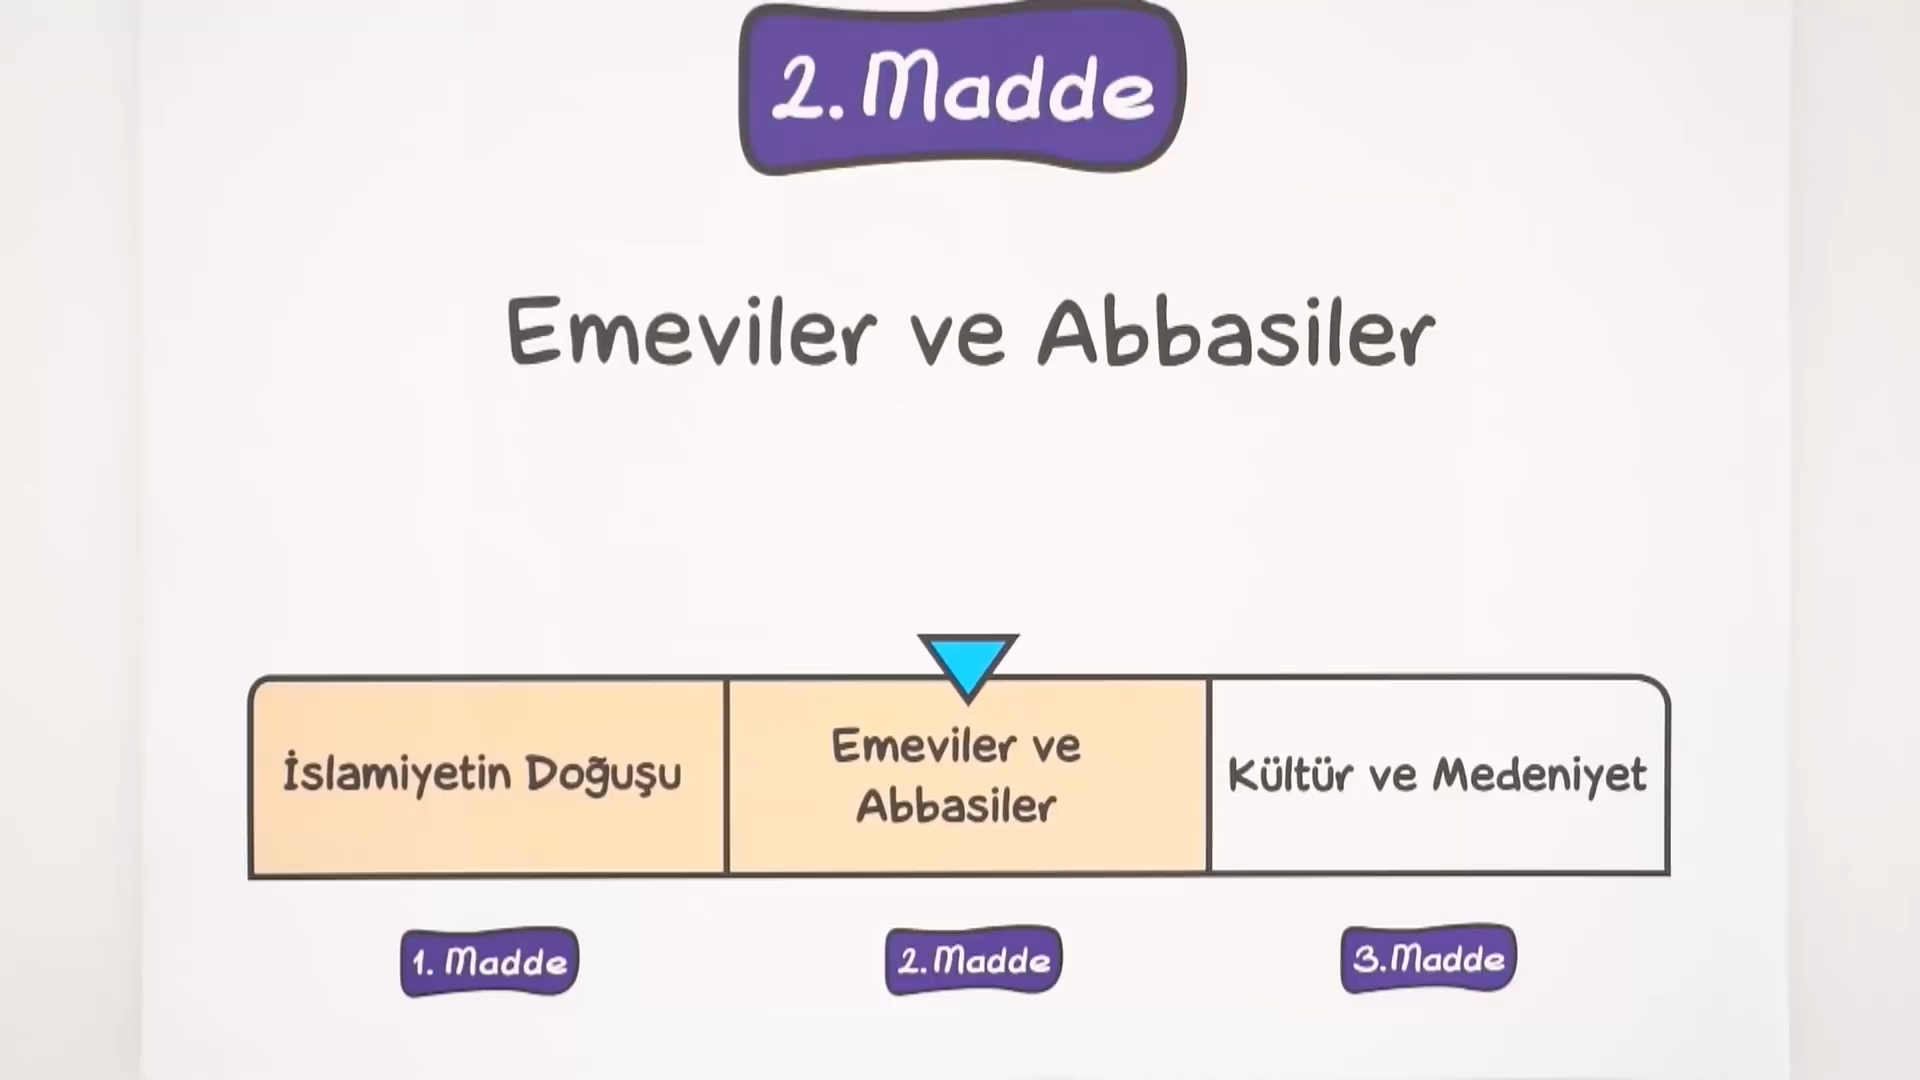 2. Madde
Emeviler ve Abbasiler
İslamiyetin Doğuşu
Emeviler ve
Abbasiler
Kültür ve Medeniyet
1. Madde
2. Madde
3. Madde